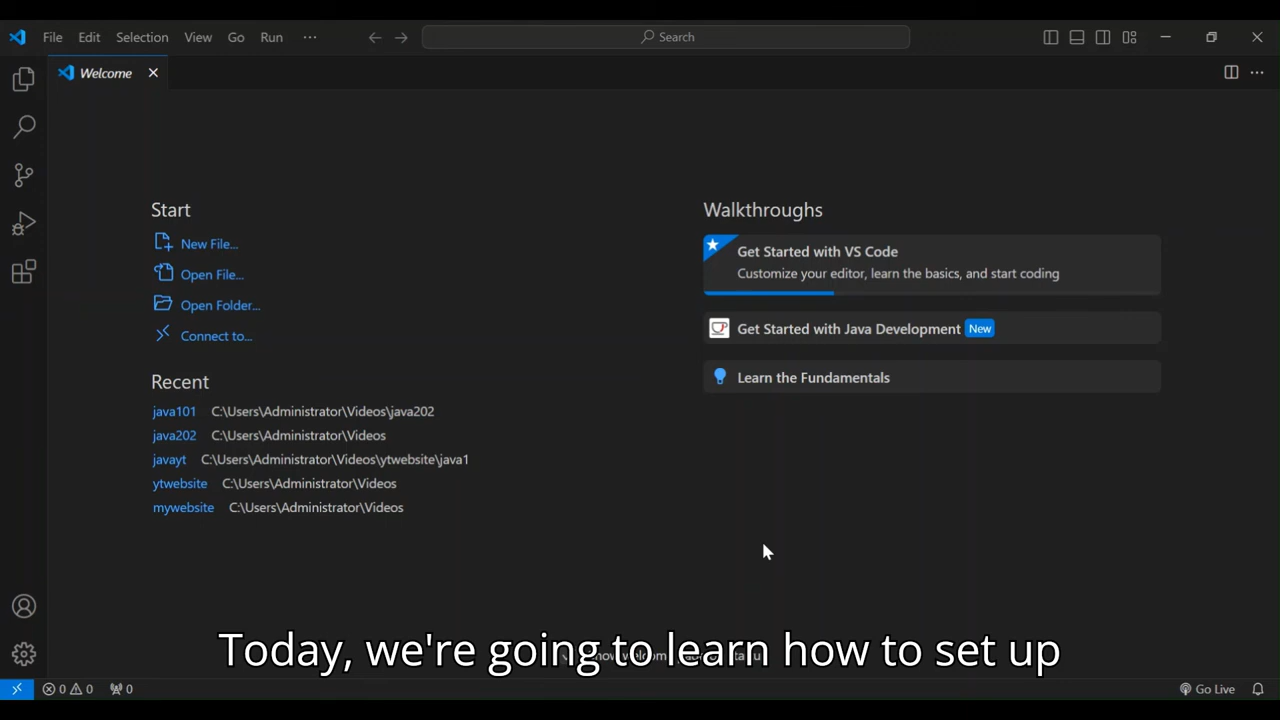 File Edit Selection View Go Run ···
Search
Welcome
Start
New File...
Open File...
Open Folder...
Connect to...
Recent
java101 C:\Users\Administrator\Videos\java202
java202 C:\Users\Administrator\Videos
javayt C:\Users\Administrator\Videos\ytwebsite\java1
ytwebsite C:\Users\Administrator\Videos
mywebsite C:\Users\Administrator\Videos
Walkthroughs
Get Started with VS Code
Customize your editor, learn the basics, and start coding
Get Started with Java Development New
Learn the Fundamentals
Today, we're going to learn how to set up
0 0 0
Go Live